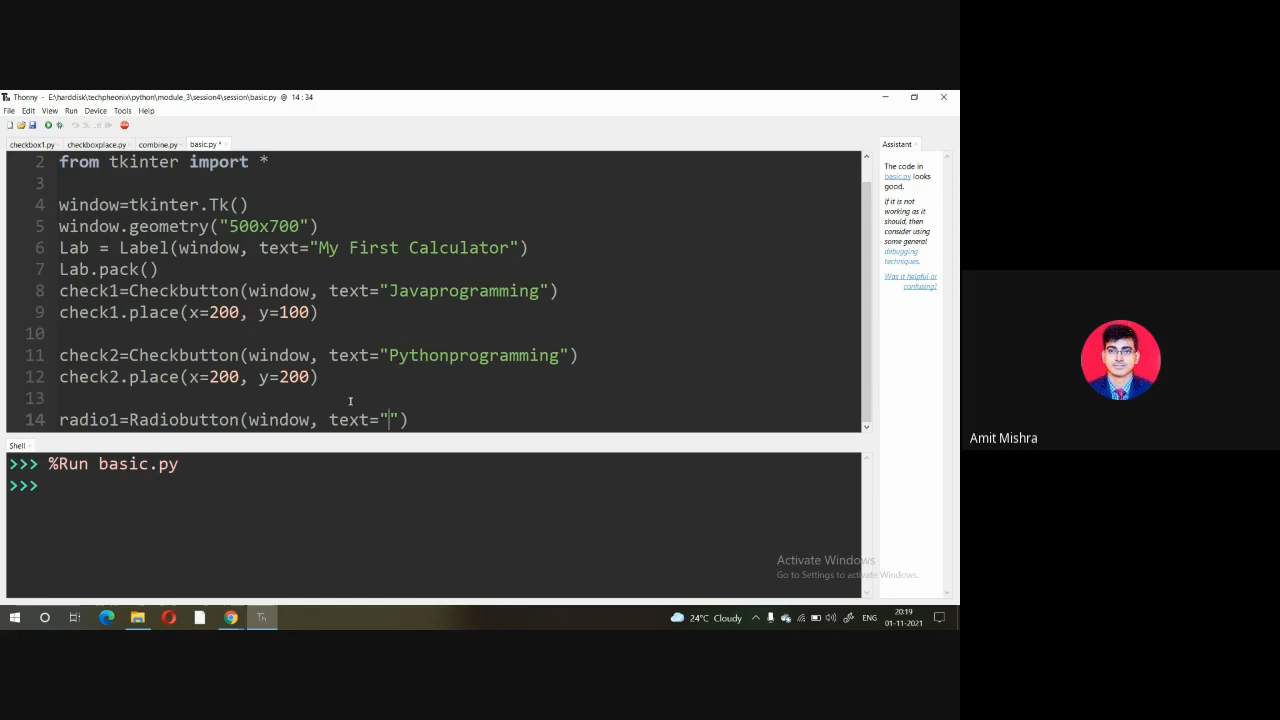 Thonny - E:\harddisk\techpheonix\python\module_3\session4\session\basic.py @ 14 : 34
File Edit View Run Device Tools Help
checkbox1.py checkboxplace.py combine.py basic.py *
2 from tkinter import *
3
4 window=tkinter.Tk()
5 window.geometry("500x700")
6 Lab = Label(window, text="My First Calculator")
7 Lab.pack()
8 check1=Checkbutton(window, text="Javaprogramming")
9 check1.place(x=200, y=100)
10
11 check2=Checkbutton(window, text="Pythonprogramming")
12 check2.place(x=200, y=200)
13
14 radio1=Radiobutton(window, text="")
Shell
>>> %Run basic.py
>>>
Assistant
The code in
basic.py looks
good.
If it is not
working as it
should, then
consider using
some general
debugging
techniques.
Was it helpful or
confusing?
Activate Windows
Go to Settings to activate Windows.
Th
24°C Cloudy
ENG
20:19
01-11-2021
Amit Mishra